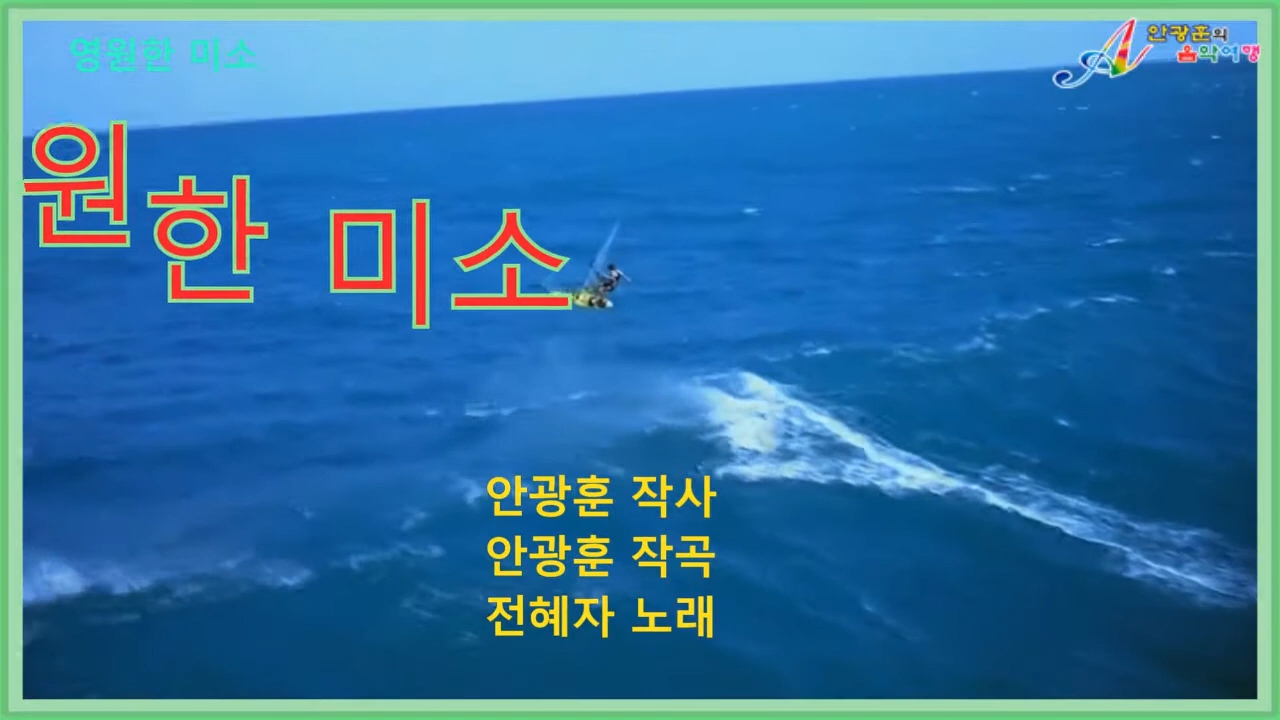 영원한 미소
안광훈의
음악여행
원한 미소
안광훈 작사
안광훈 작곡
전혜자 노래